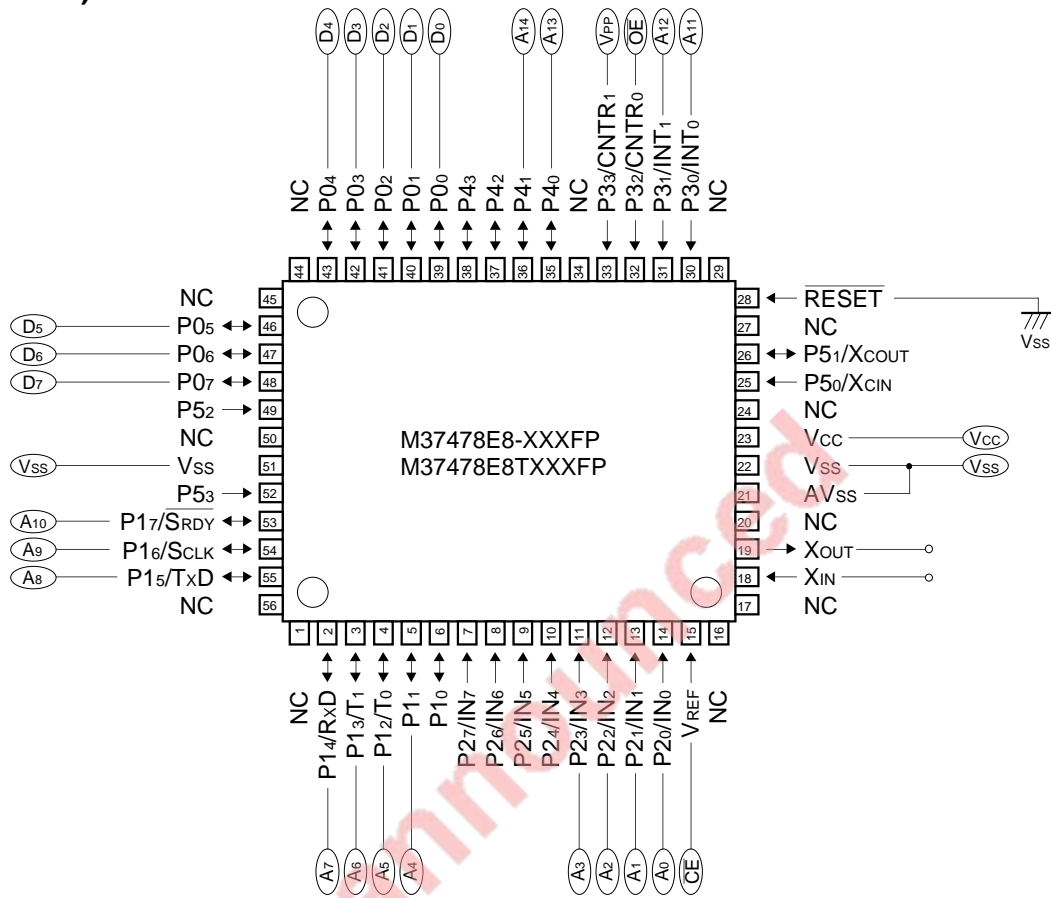 D4 D3 D2 D1 D0 A14 A13 VPP OE A12 A11
NC P04 P03 P02 P01 P00 P43 P42 P41 P40 NC P33/CNTR1 P32/CNTR0 P31/INT1 P30/INT0 NC
44 43 42 41 40 39 38 37 36 35 34 33 32 31 30 29
NC 45
D5 P05 46
D6 P06 47
D7 P07 48
P52 49
NC 50
VSS VSS 51
P53 52
A10 P17/SRDY 53
A9 P16/SCLK 54
A8 P15/TXD 55
NC 56
M37478E8-XXXFP
M37478E8TXXXFP
28 RESET
VSS
27 NC
26 P51/XCOUT
25 P50/XCIN
24 NC
23 VCC VCC
22 VSS VSS
21 AVSS
20 NC
19 XOUT
18 XIN
17 NC
1 2 3 4 5 6 7 8 9 10 11 12 13 14 15 16
NC P14/RXD P13/T1 P12/T0 P11 P10 P27/IN7 P26/IN6 P25/IN5 P24/IN4 P23/IN3 P22/IN2 P21/IN1 P20/IN0 VREF NC
A7 A6 A5 A4 A3 A2 A1 A0 CE
announced